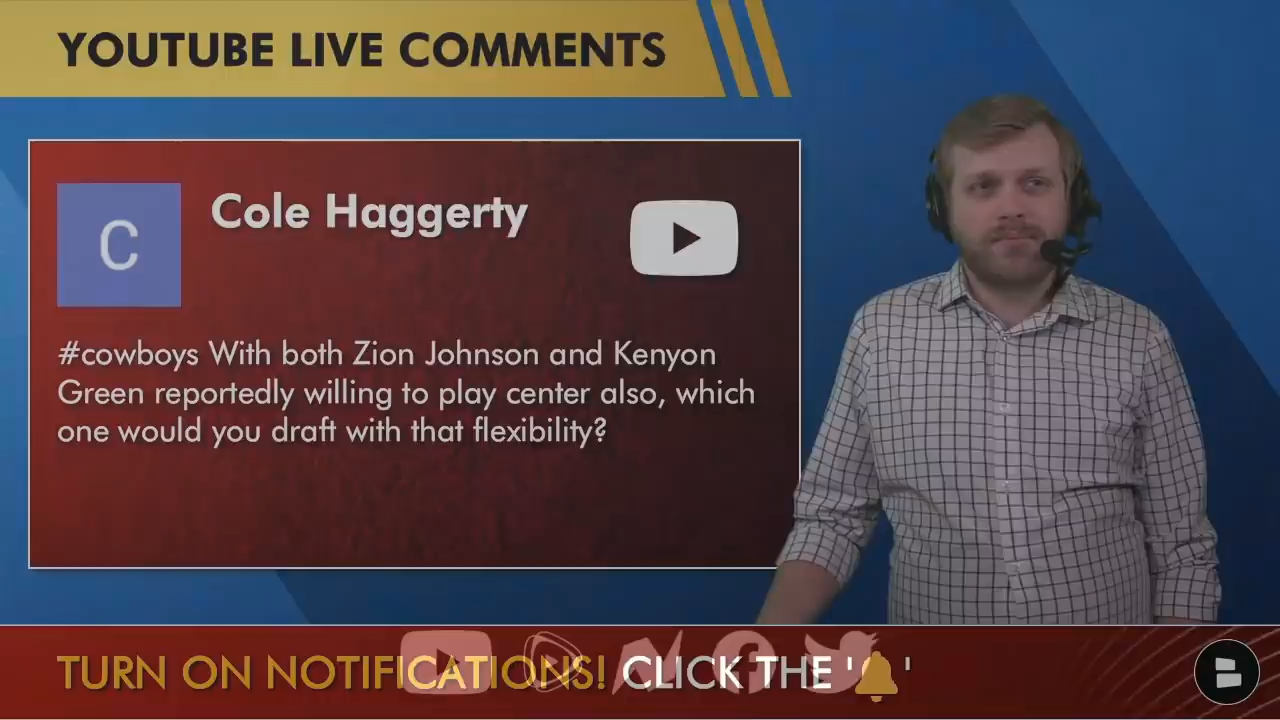 YOUTUBE LIVE COMMENTS
C
Cole Haggerty
#cowboys With both Zion Johnson and Kenyon
Green reportedly willing to play center also, which
one would you draft with that flexibility?
TURN ON NOTIFICATIONS! CLICK THE ' '